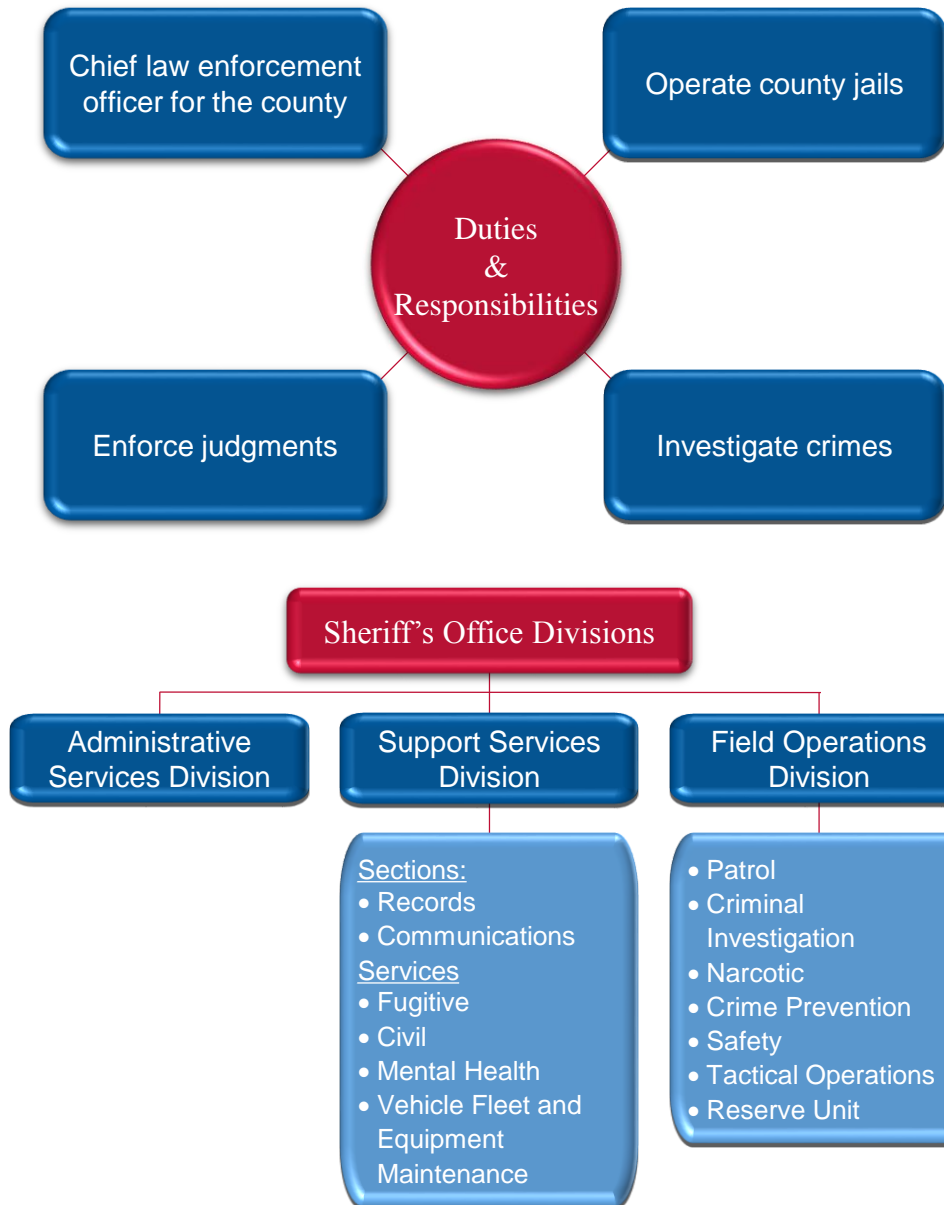 Chief law enforcement
officer for the county
Operate county jails
Duties
&
Responsibilities
Enforce judgments
Investigate crimes
Sheriff’s Office Divisions
Administrative
Services Division
Support Services
Division
Field Operations
Division
Sections:
• Records
• Communications
Services
• Fugitive
• Civil
• Mental Health
• Vehicle Fleet and
Equipment
Maintenance
• Patrol
• Criminal
Investigation
• Narcotic
• Crime Prevention
• Safety
• Tactical Operations
• Reserve Unit